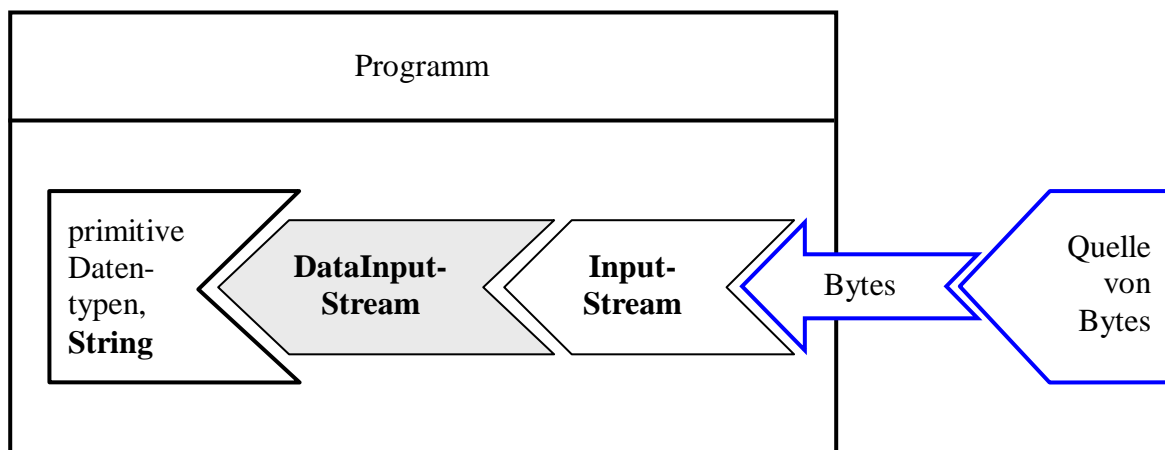 Programm
primitive
Daten-
typen,
String
DataInput-
Stream
Input-
Stream
Bytes
Quelle
von
Bytes